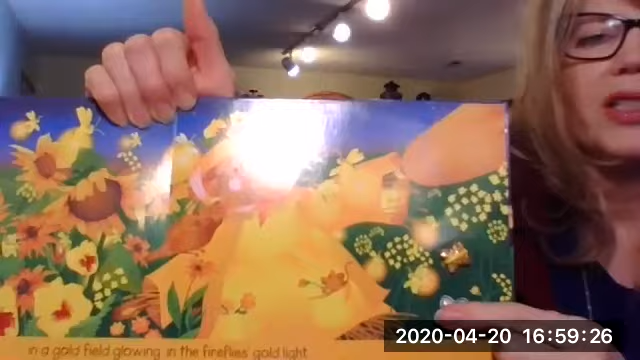 in a gold field glowing in the fireflies' gold light.
2020-04-20 16:59:26